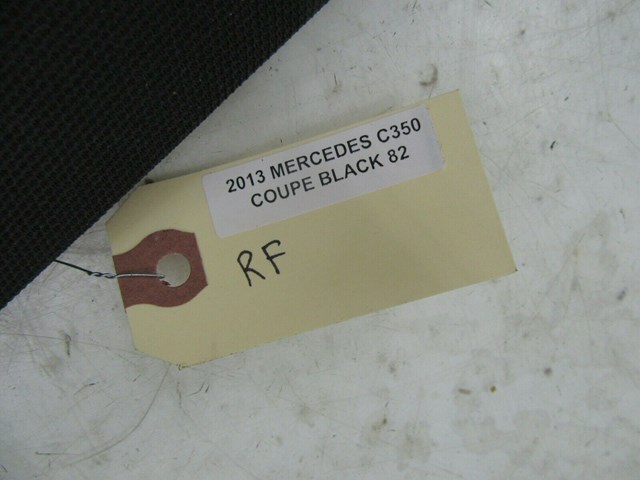 2013 MERCEDES C350
COUPE BLACK 82
RF